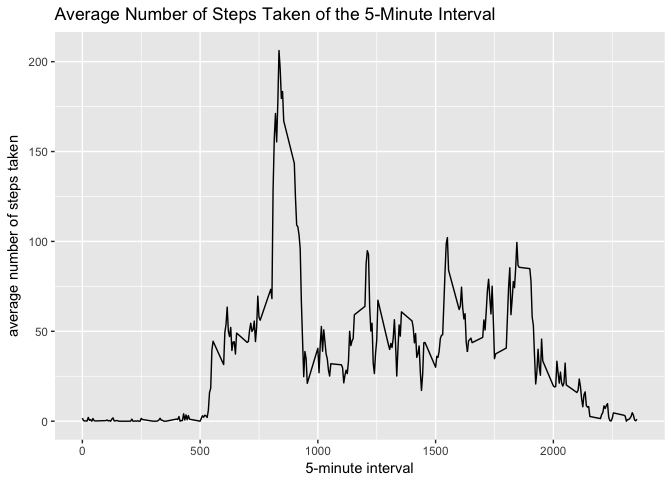 Average Number of Steps Taken of the 5-Minute Interval
average number of steps taken
200
150
100
50
0
0 500 1000 1500 2000
5-minute interval